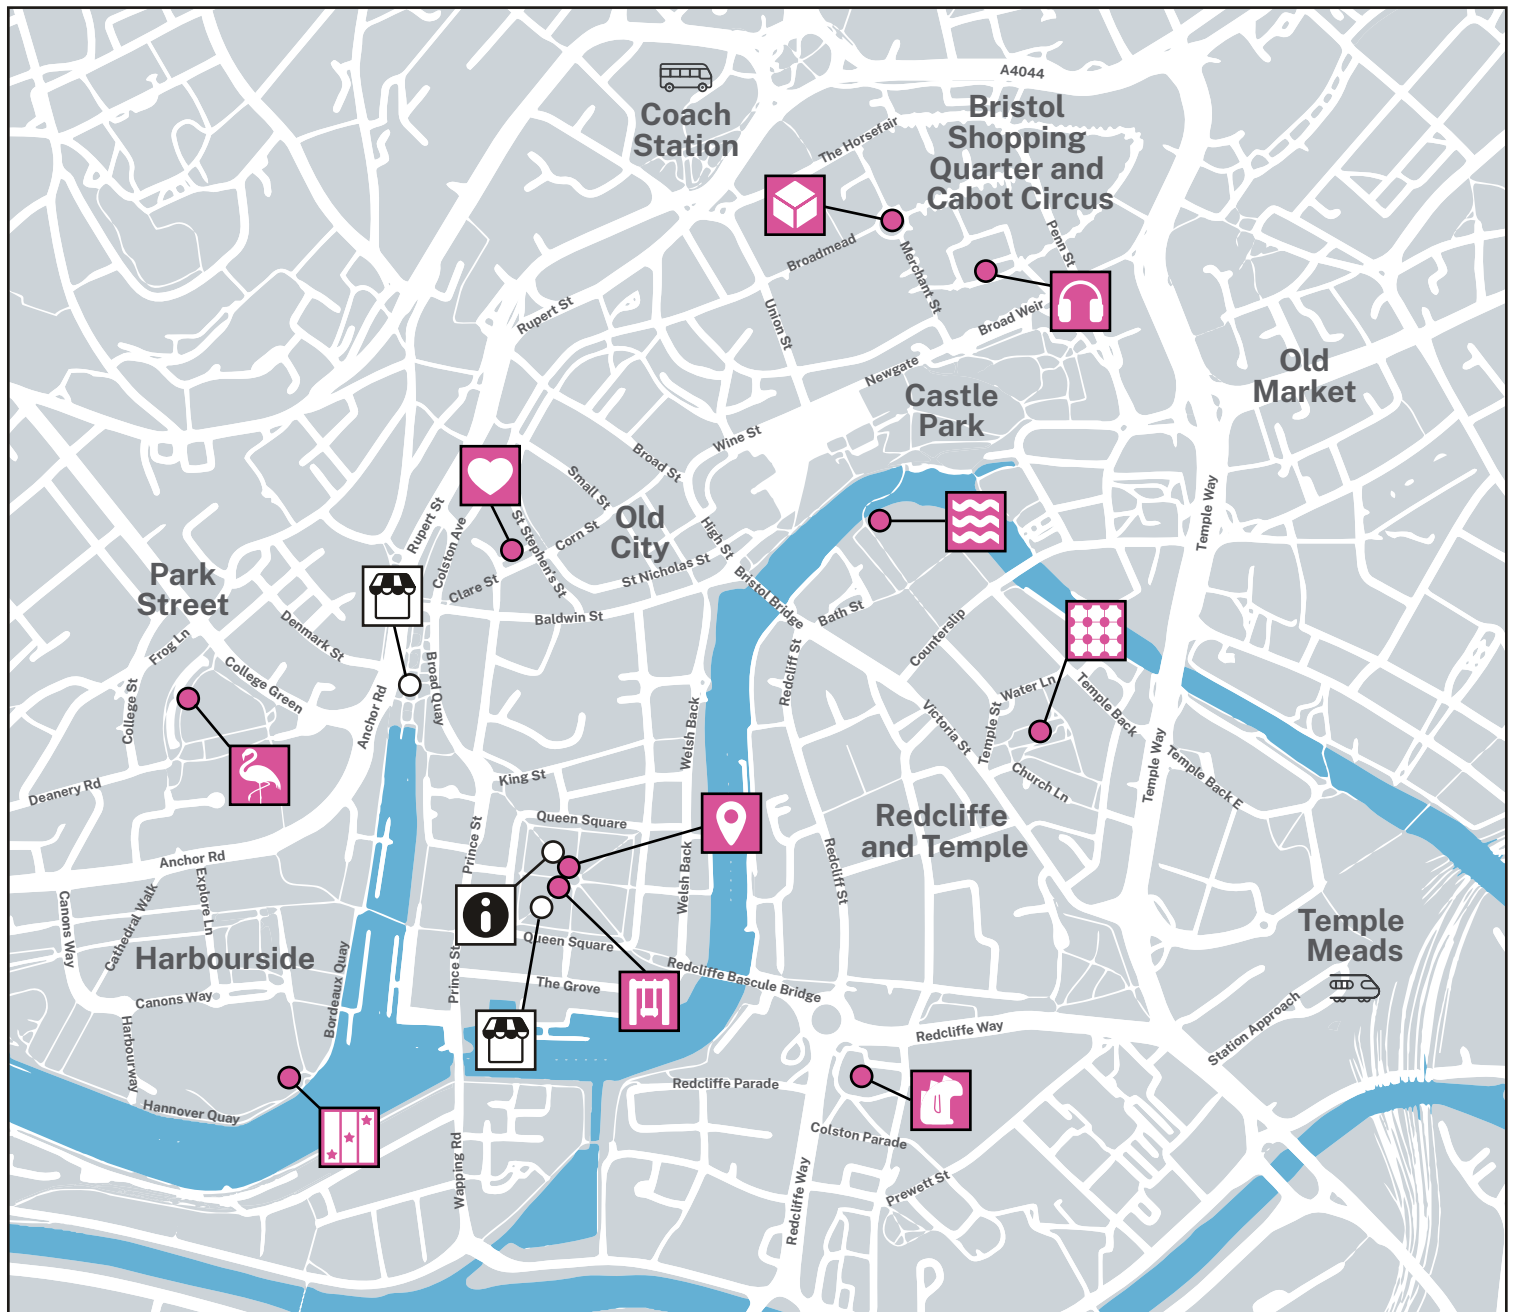 A4044
Coach
Station
Bristol
Shopping
Quarter and
Cabot Circus
The Horsefair
Broadmead
Merchant St
Penn St
Union St
Broad Weir
Rupert St
Newgate
Old
Market
Castle
Park
Wine St
Broad St
Small St
Old
City
Corn St
High St
St Stephen's St
Rupert St
Colston Ave
Clare St
St Nicholas St
Baldwin St
Bristol Bridge
Bath St
Counterslip
Temple Way
Park
Street
Frog Ln
Denmark St
College Green
College St
Anchor Rd
Broad Quay
Welsh Back
Redcliff St
Victoria St
Temple St
Water Ln
Temple Back
Church Ln
Temple Way
Temple Back E
Deanery Rd
King St
Queen Square
Prince St
Redcliffe
and Temple
Anchor Rd
Explore Ln
Cathedral Walk
Canons Way
Welsh Back
Redcliff St
Harbourside
Queen Square
Prince St
The Grove
Redcliffe Bascule Bridge
Temple
Meads
Canons Way
Bordeaux Quay
Harbourway
Hannover Quay
Redcliffe Way
Station Approach
Redcliffe Parade
Colston Parade
Prewett St
Wapping Rd
Redcliffe Way